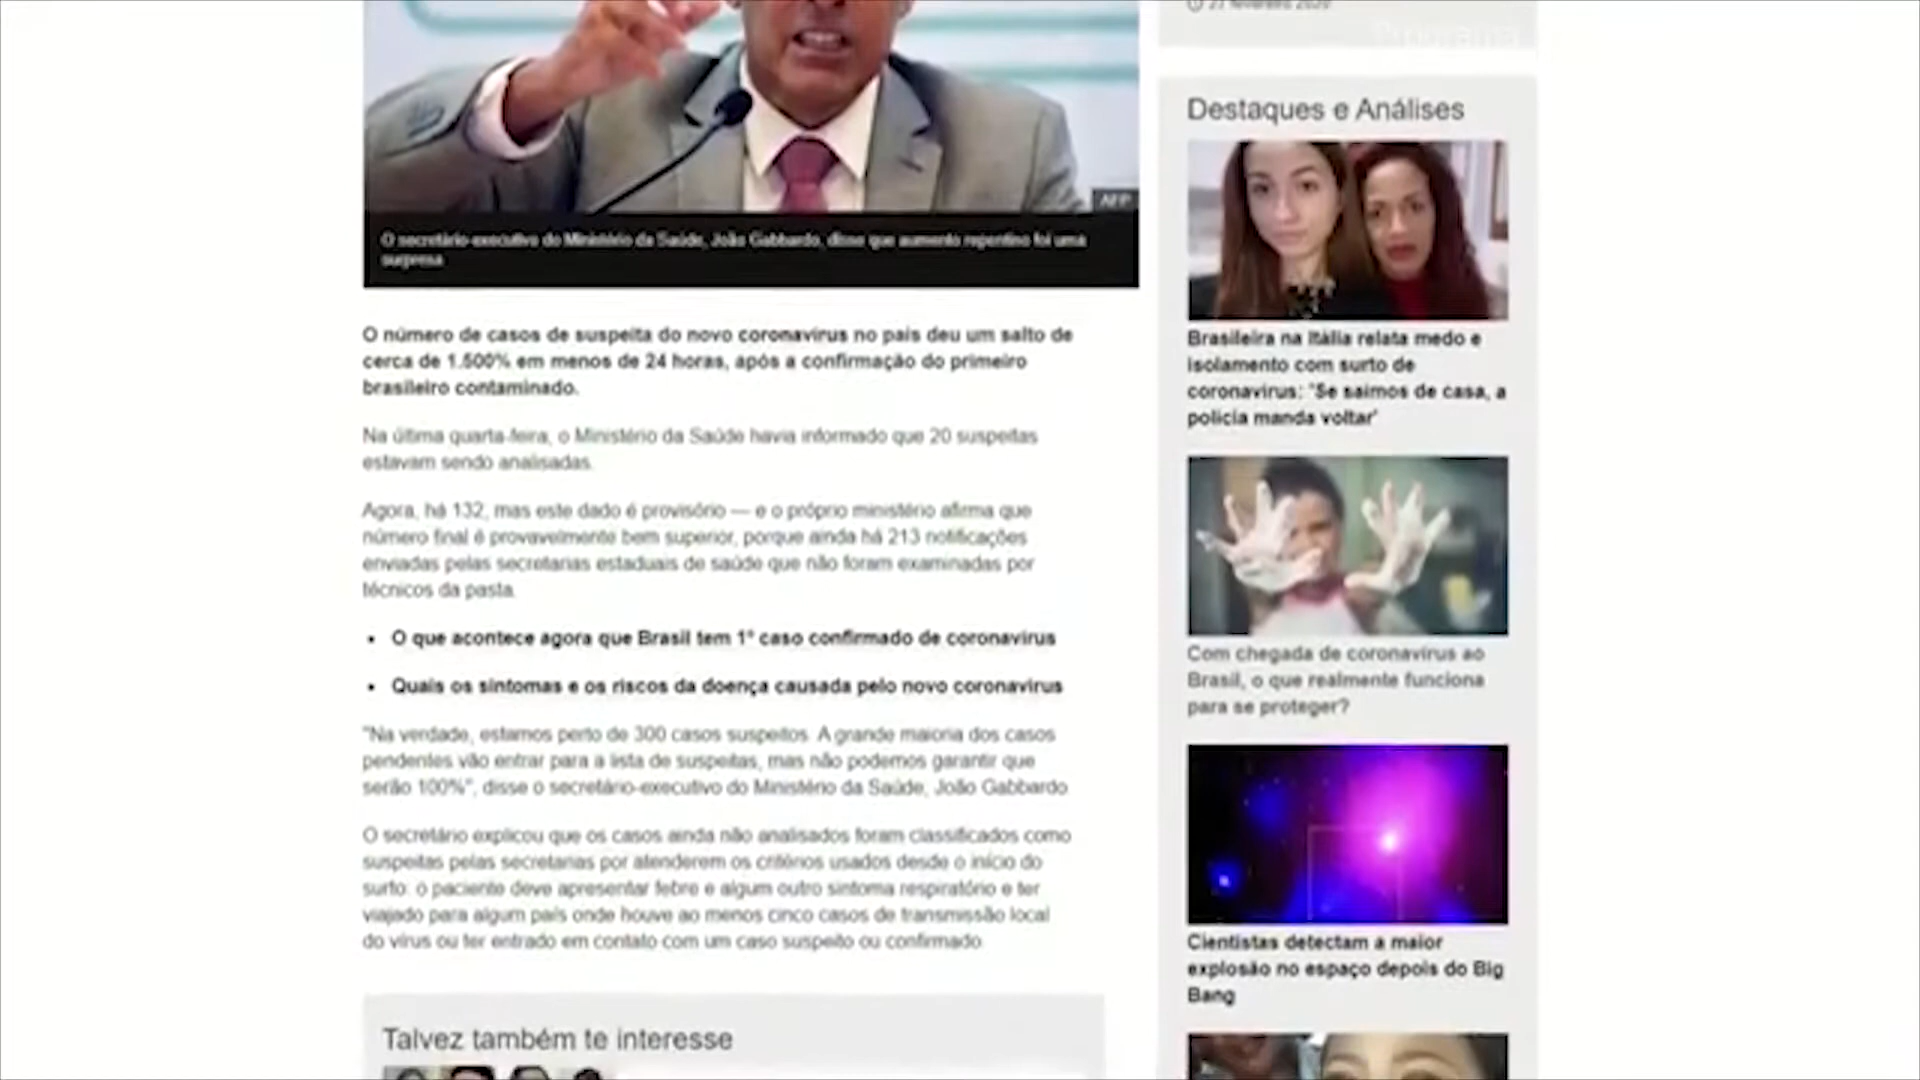 27 fevereiro 2020
AFP
O secretário-executivo do Ministério da Saúde, João Gabbardo, disse que aumento repentino foi uma
surpresa
O número de casos de suspeita do novo coronavírus no país deu um salto de
cerca de 1.500% em menos de 24 horas, após a confirmação do primeiro
brasileiro contaminado.
Na última quarta-feira, o Ministério da Saúde havia informado que 20 suspeitas
estavam sendo analisadas.
Agora, há 132, mas este dado é provisório — e o próprio ministério afirma que
número final é provavelmente bem superior, porque ainda há 213 notificações
enviadas pelas secretarias estaduais de saúde que não foram examinadas por
técnicos da pasta.
• O que acontece agora que Brasil tem 1º caso confirmado de coronavírus
• Quais os sintomas e os riscos da doença causada pelo novo coronavírus
"Na verdade, estamos perto de 300 casos suspeitos. A grande maioria dos casos
pendentes vão entrar para a lista de suspeitas, mas não podemos garantir que
serão 100%", disse o secretário-executivo do Ministério da Saúde, João Gabbardo.
O secretário explicou que os casos ainda não analisados foram classificados como
suspeitas pelas secretarias por atenderem os critérios usados desde o início do
surto: o paciente deve apresentar febre e algum outro sintoma respiratório e ter
viajado para algum país onde houve ao menos cinco casos de transmissão local
do vírus ou ter entrado em contato com um caso suspeito ou confirmado.
Talvez também te interesse
Destaques e Análises
Brasileira na Itália relata medo e
isolamento com surto de
coronavírus: 'Se saímos de casa, a
polícia manda voltar'
Com chegada de coronavírus ao
Brasil, o que realmente funciona
para se proteger?
Cientistas detectam a maior
explosão no espaço depois do Big
Bang